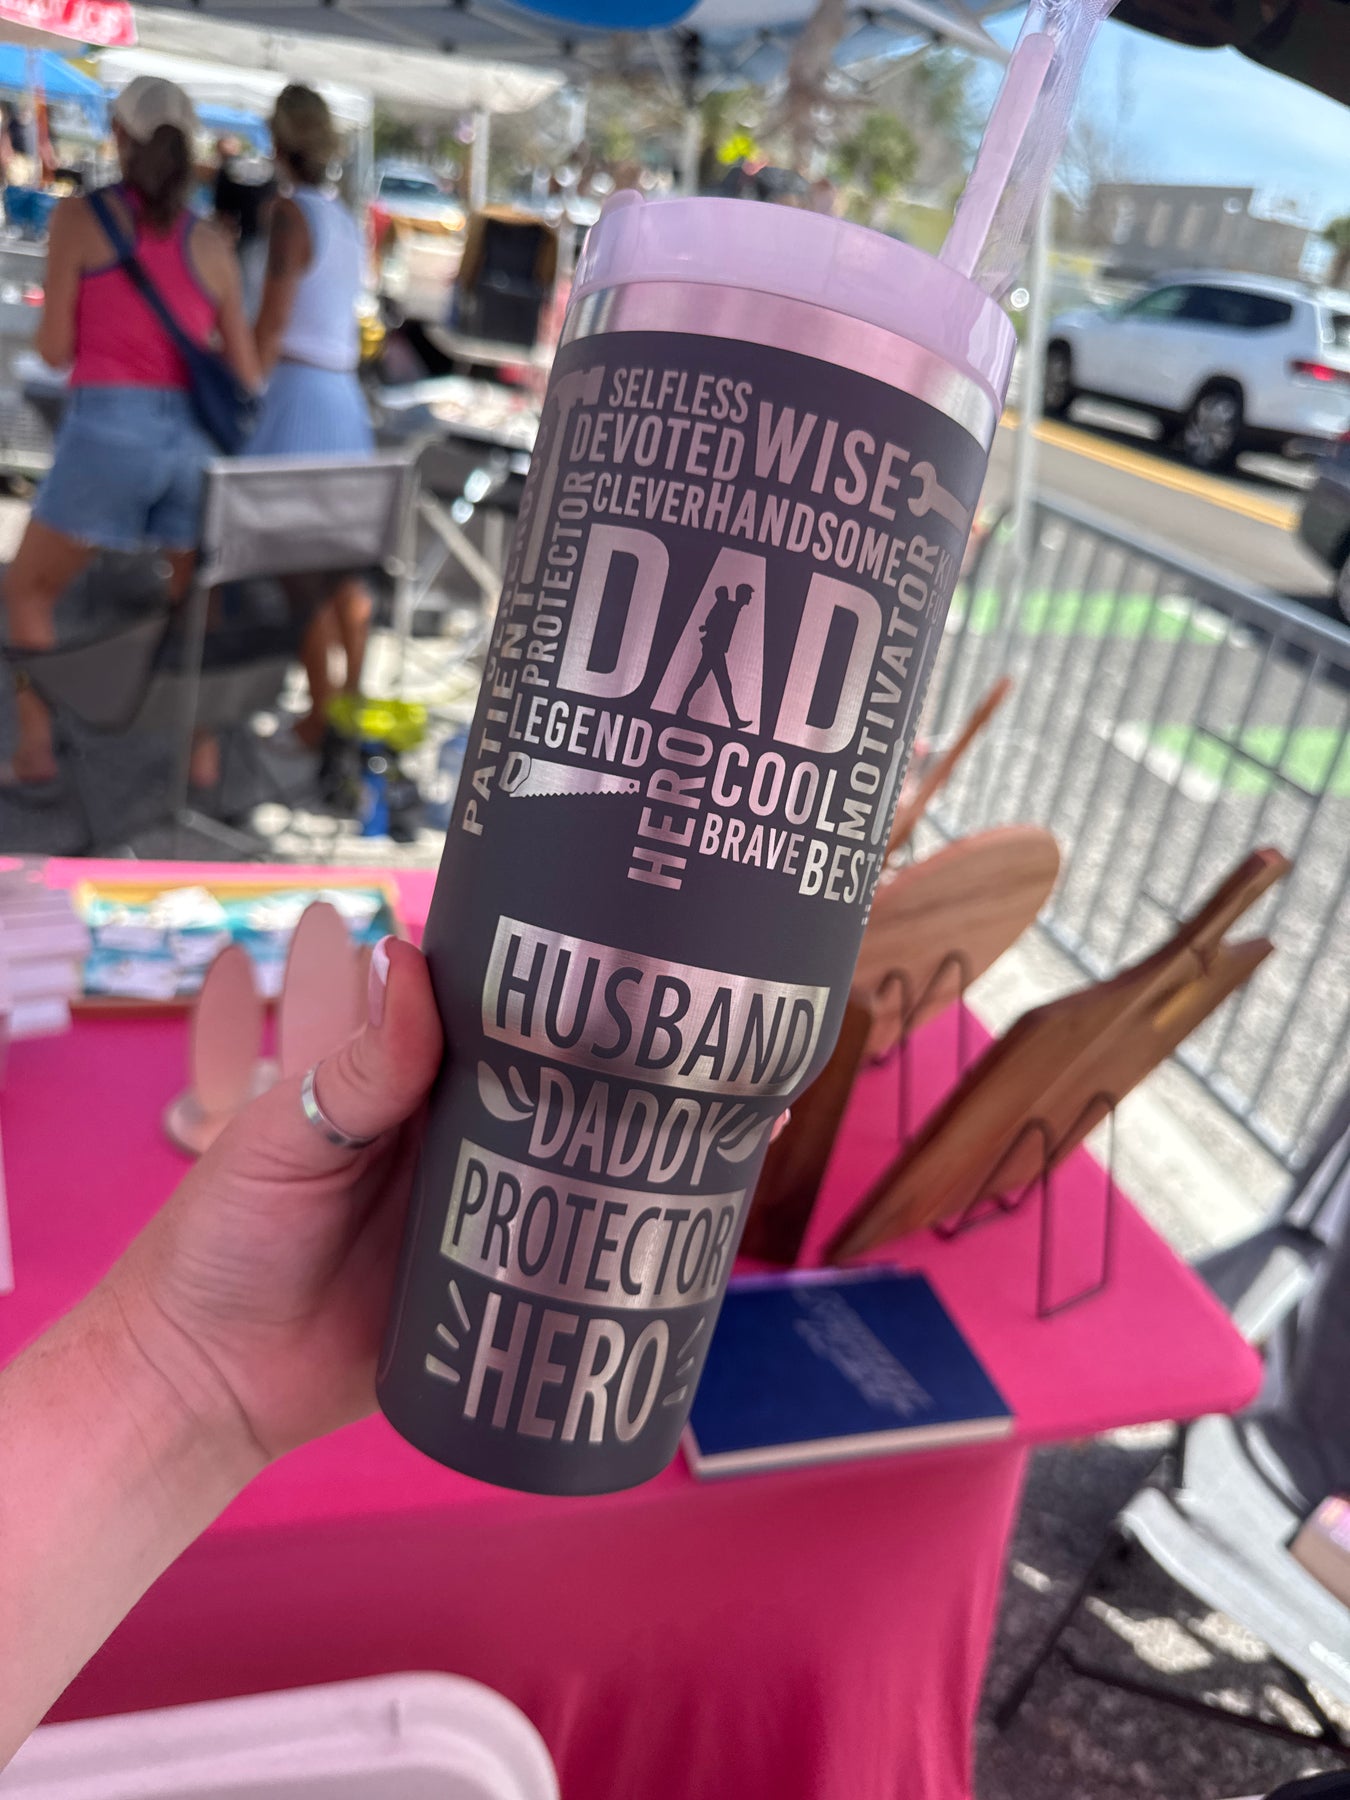 SELFLESS
DEVOTED WISE
CLEVER HANDSOME
PROTECTOR
PATIENT
DAD
MOTIVATOR
LEGEND
HERO
COOL
BRAVE
BEST
HUSBAND
DADDY
PROTECTOR
HERO